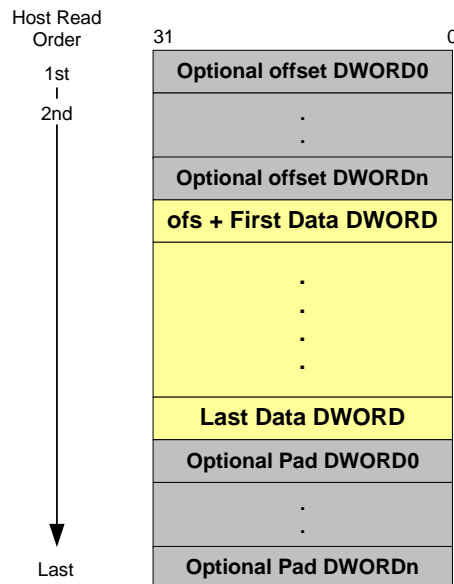 Host Read
Order
31
0
1st
2nd
Last
Optional offset DWORD0
.
.
Optional offset DWORDn
ofs + First Data DWORD
.
.
.
.
Last Data DWORD
Optional Pad DWORD0
.
.
Optional Pad DWORDn